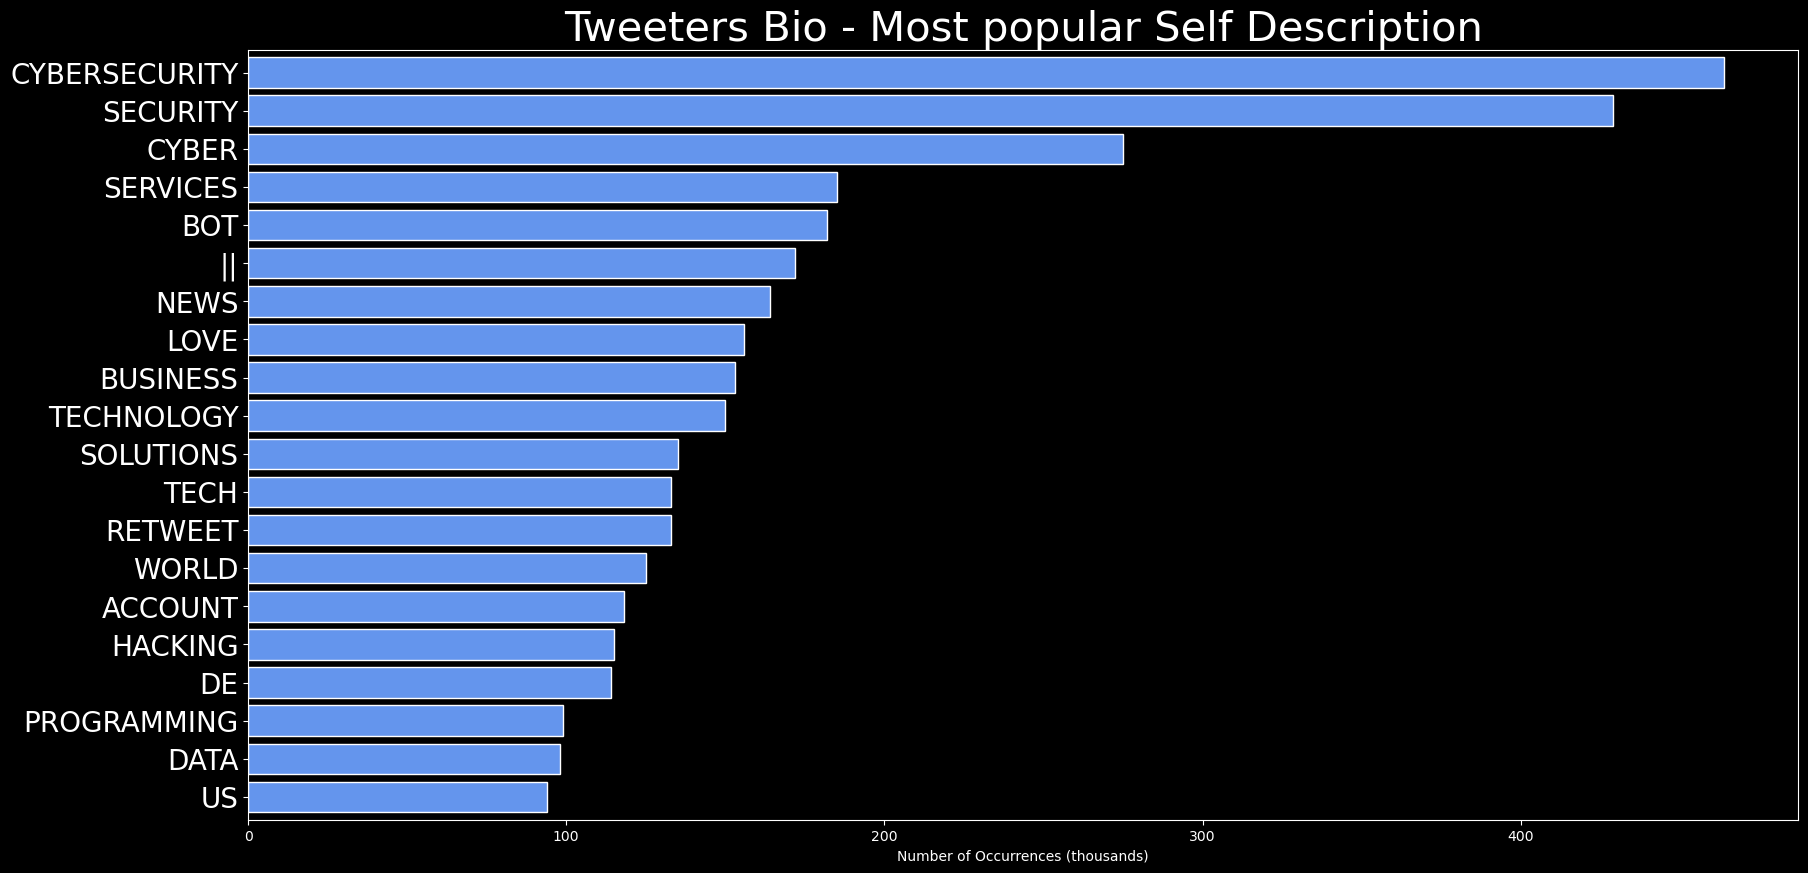 Tweeters Bio - Most popular Self Description
CYBERSECURITY
SECURITY
CYBER
SERVICES
BOT
||
NEWS
LOVE
BUSINESS
TECHNOLOGY
SOLUTIONS
TECH
RETWEET
WORLD
ACCOUNT
HACKING
DE
PROGRAMMING
DATA
US
0 100 200 300 400
Number of Occurrences (thousands)